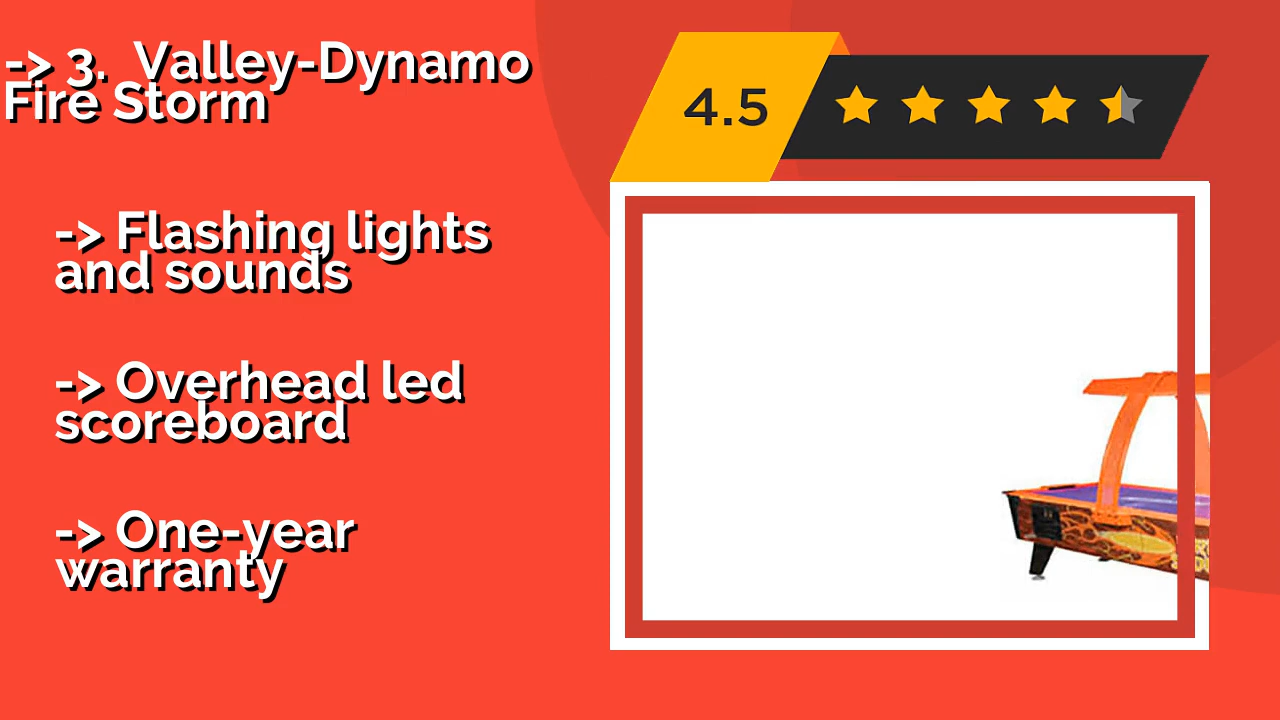 -> 3. Valley-Dynamo
Fire Storm
4.5
-> Flashing lights
and sounds
-> Overhead led
scoreboard
-> One-year
warranty